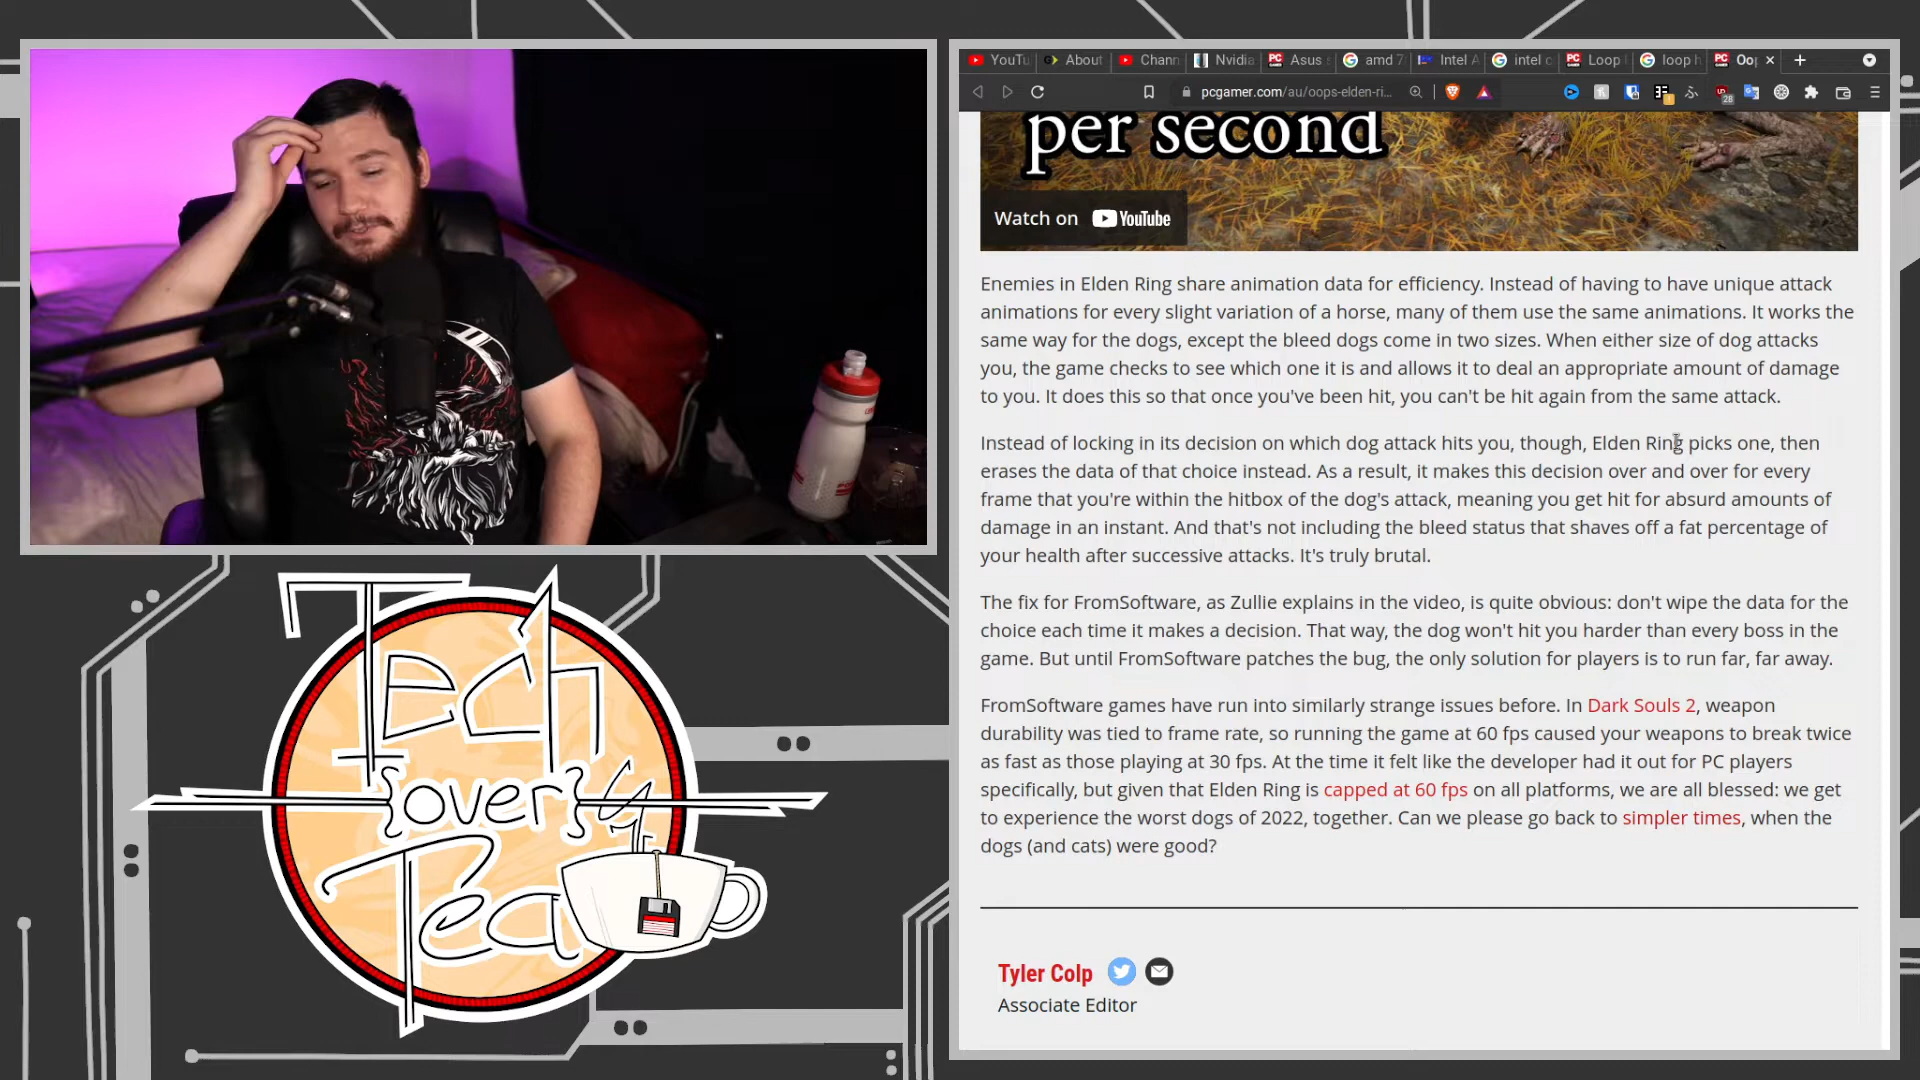 YouTu
About
Chann
Nvidia
Asus
amd 7
Intel A
intel c
Loop
loop h
Oo
pcgamer.com/au/oops-elden-ri...
28
per second
Watch on YouTube
Enemies in Elden Ring share animation data for efficiency. Instead of having to have unique attack
animations for every slight variation of a horse, many of them use the same animations. It works the
same way for the dogs, except the bleed dogs come in two sizes. When either size of dog attacks
you, the game checks to see which one it is and allows it to deal an appropriate amount of damage
to you. It does this so that once you've been hit, you can't be hit again from the same attack.
Instead of locking in its decision on which dog attack hits you, though, Elden Ring picks one, then
erases the data of that choice instead. As a result, it makes this decision over and over for every
frame that you're within the hitbox of the dog's attack, meaning you get hit for absurd amounts of
damage in an instant. And that's not including the bleed status that shaves off a fat percentage of
your health after successive attacks. It's truly brutal.
The fix for FromSoftware, as Zullie explains in the video, is quite obvious: don't wipe the data for the
choice each time it makes a decision. That way, the dog won't hit you harder than every boss in the
game. But until FromSoftware patches the bug, the only solution for players is to run far, far away.
FromSoftware games have run into similarly strange issues before. In Dark Souls 2, weapon
durability was tied to frame rate, so running the game at 60 fps caused your weapons to break twice
as fast as those playing at 30 fps. At the time it felt like the developer had it out for PC players
specifically, but given that Elden Ring is capped at 60 fps on all platforms, we are all blessed: we get
to experience the worst dogs of 2022, together. Can we please go back to simpler times, when the
dogs (and cats) were good?
Tyler Colp
Associate Editor
Tech
{over}
Tea